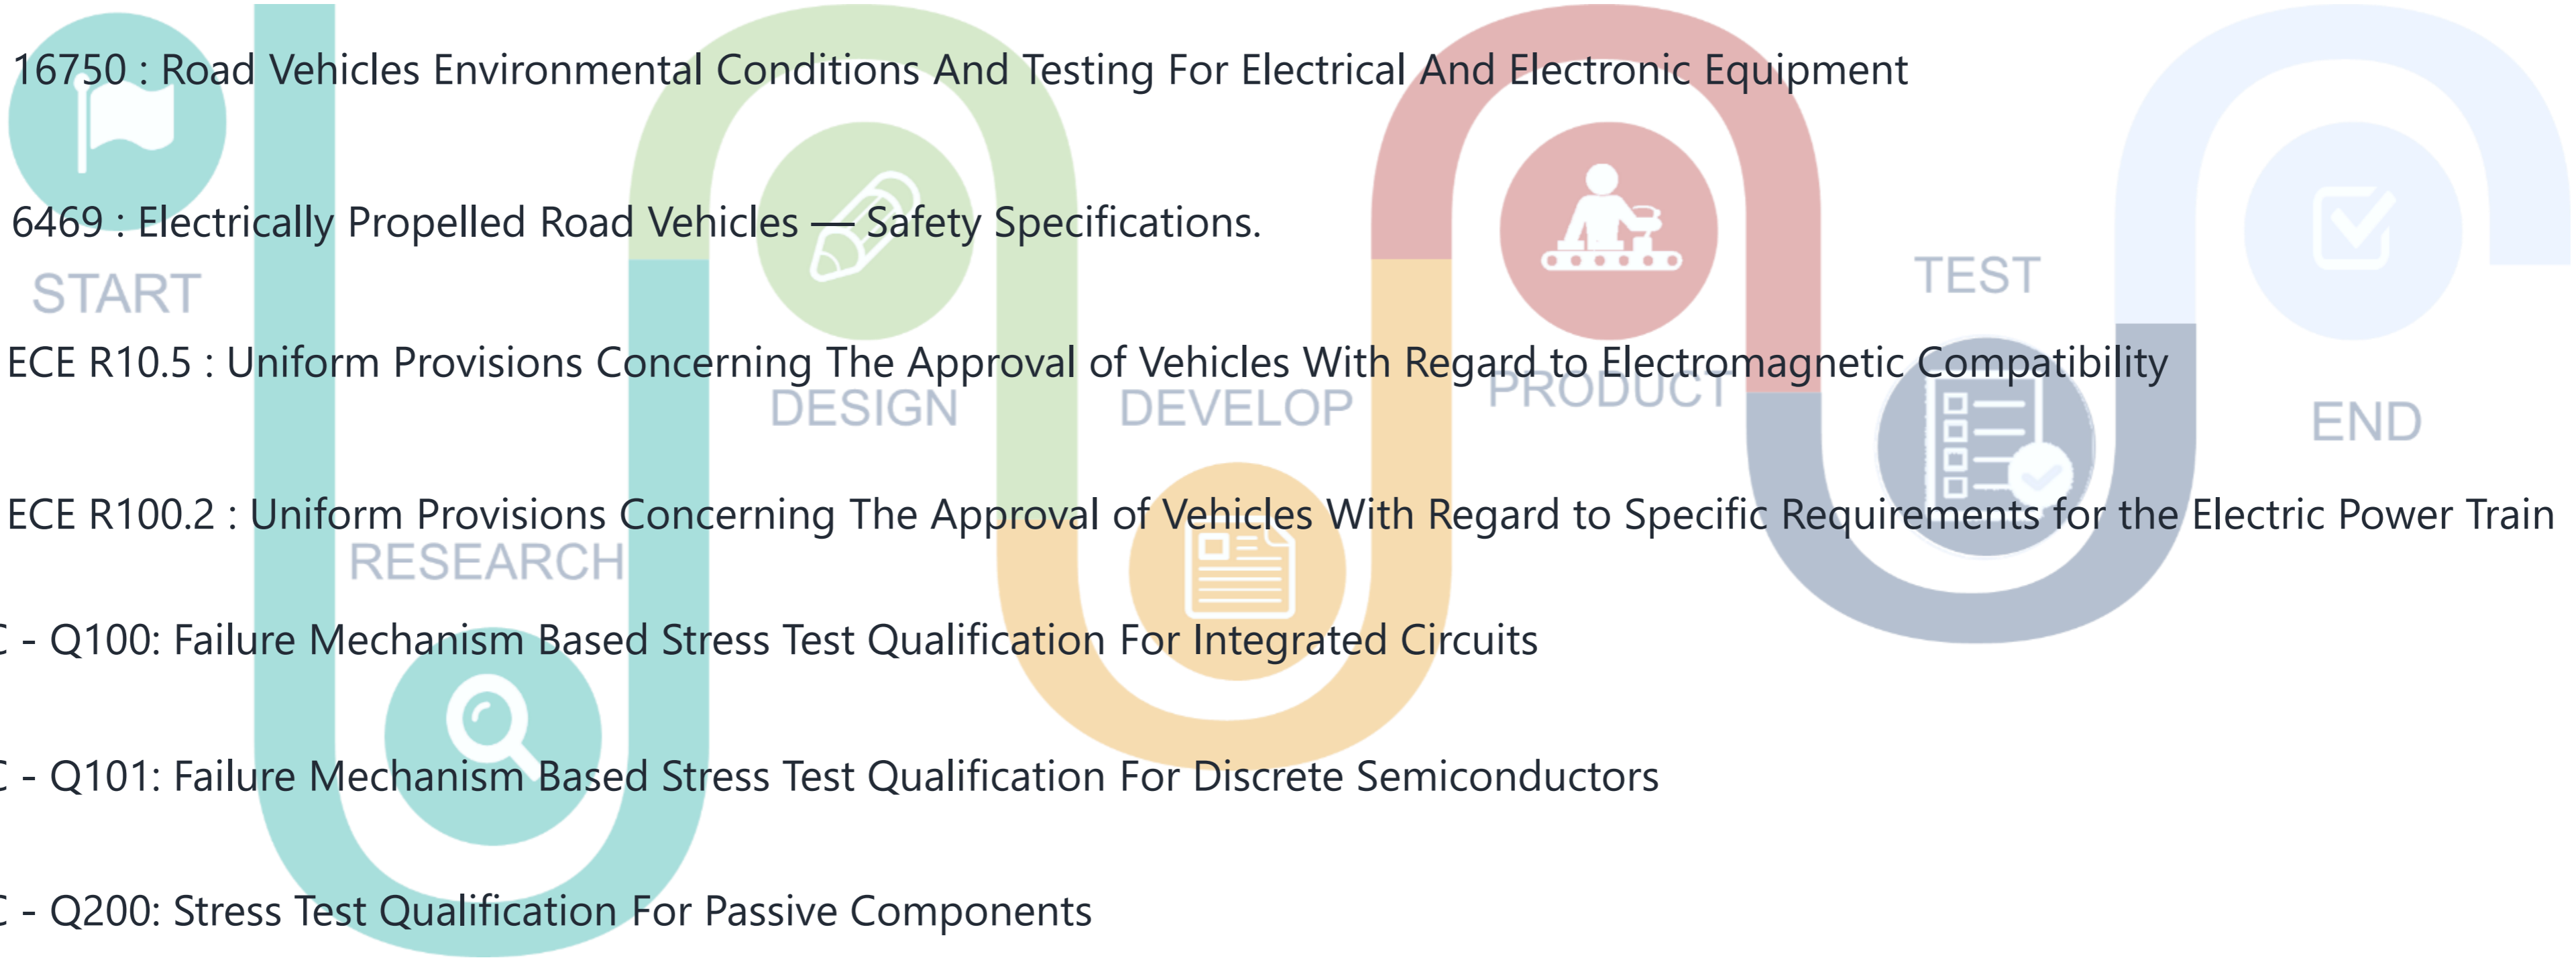 16750 : Road Vehicles Environmental Conditions And Testing For Electrical And Electronic Equipment
6469 : Electrically Propelled Road Vehicles — Safety Specifications.
START
TEST
ECE R10.5 : Uniform Provisions Concerning The Approval of Vehicles With Regard to Electromagnetic Compatibility
DESIGN
DEVELOP
PRODUCT
END
ECE R100.2 : Uniform Provisions Concerning The Approval of Vehicles With Regard to Specific Requirements for the Electric Power Train
RESEARCH
C - Q100: Failure Mechanism Based Stress Test Qualification For Integrated Circuits
C - Q101: Failure Mechanism Based Stress Test Qualification For Discrete Semiconductors
C - Q200: Stress Test Qualification For Passive Components